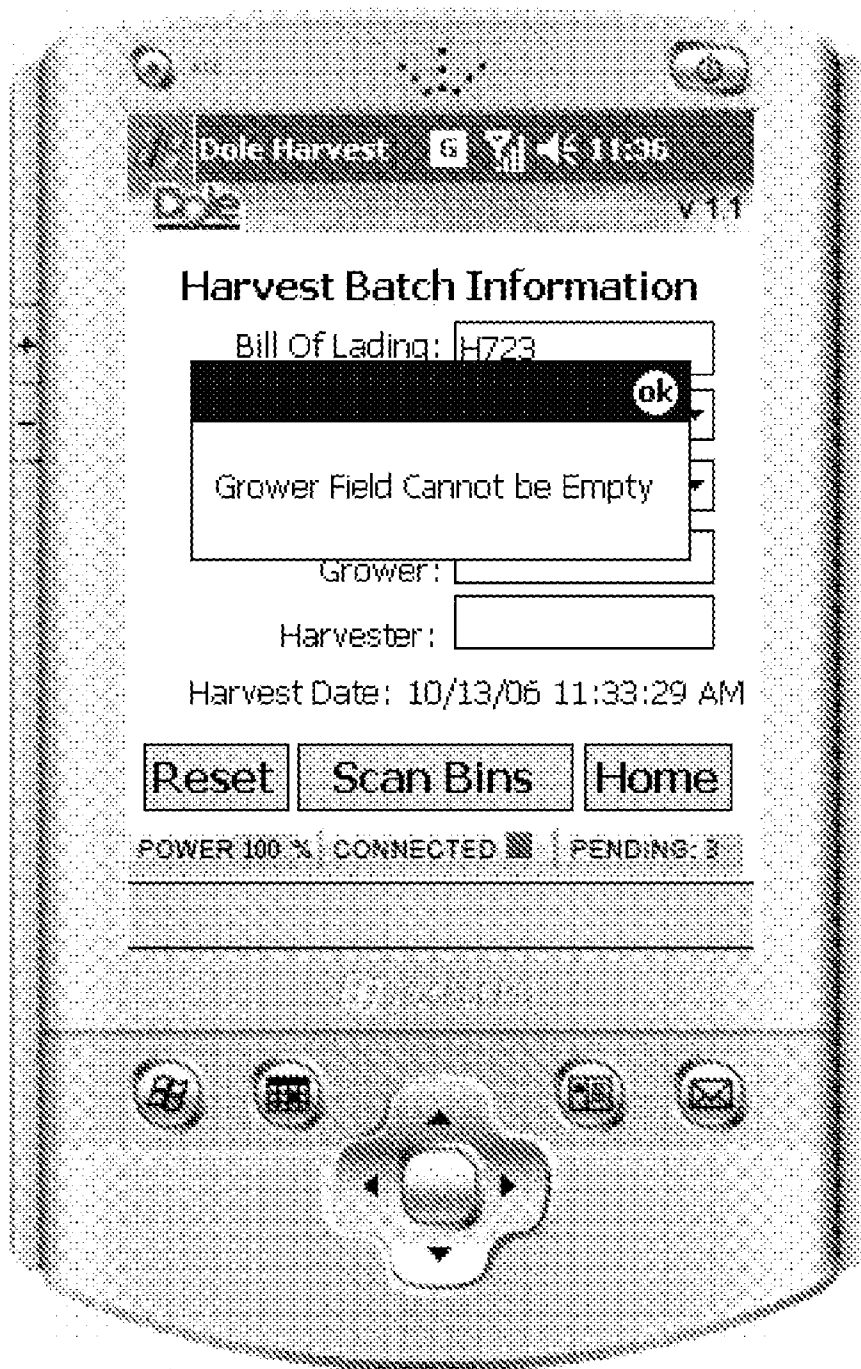 Dole Harvest G 11:36
Dole v 1.1
Harvest Batch Information
Bill Of Lading: H723
ok
Grower Field Cannot be Empty
Grower:
Harvester:
Harvest Date: 10/13/06 11:33:29 AM
Reset Scan Bins Home
POWER 100 % CONNECTED PENDING: 3